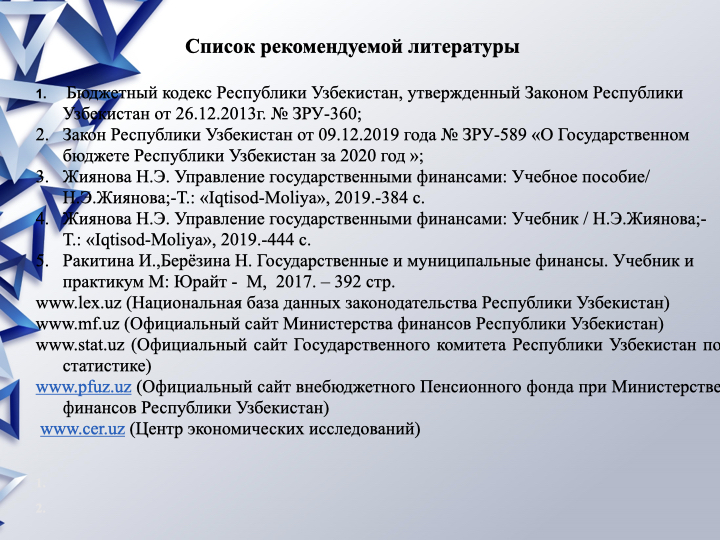 Список рекомендуемой литературы
1. Бюджетный кодекс Республики Узбекистан, утвержденный Законом Республики
Узбекистан от 26.12.2013г. № ЗРУ-360;
2. Закон Республики Узбекистан от 09.12.2019 года № ЗРУ-589 «О Государственном
бюджете Республики Узбекистан за 2020 год »;
3. Жиянова Н.Э. Управление государственными финансами: Учебное пособие/
Н.Э.Жиянова;-Т.: «Iqtisod-Moliya», 2019.-384 с.
4. Жиянова Н.Э. Управление государственными финансами: Учебник / Н.Э.Жиянова;-
Т.: «Iqtisod-Moliya», 2019.-444 с.
5. Ракитина И.,Берёзина Н. Государственные и муниципальные финансы. Учебник и
практикум М: Юрайт - М, 2017. – 392 стр.
www.lex.uz (Национальная база данных законодательства Республики Узбекистан)
www.mf.uz (Официальный сайт Министерства финансов Республики Узбекистан)
www.stat.uz (Официальный сайт Государственного комитета Республики Узбекистан по
статистике)
www.pfuz.uz (Официальный сайт внебюджетного Пенсионного фонда при Министерстве
финансов Республики Узбекистан)
www.cer.uz (Центр экономических исследований)
1.
2.